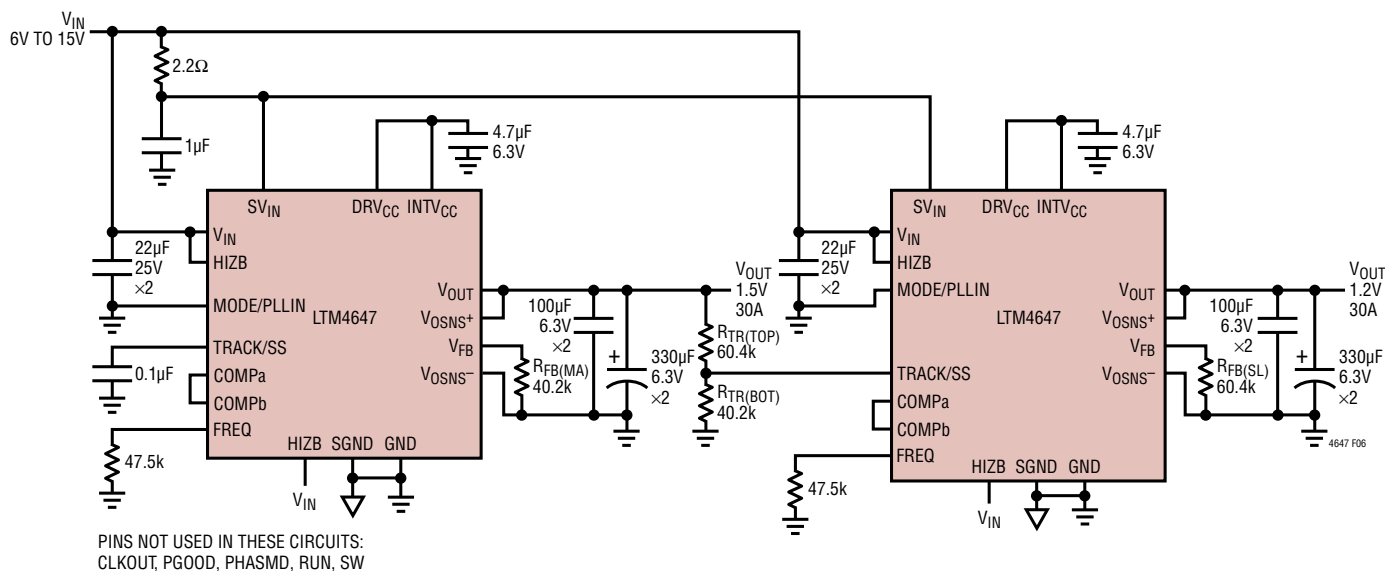 VIN
6V TO 15V
2.2Ω
1µF
4.7µF
6.3V
SVIN
DRVCC INTVCC
VIN
HIZB
22µF
25V
×2
MODE/PLLIN
LTM4647
TRACK/SS
0.1µF
COMPa
COMPb
FREQ
47.5k
HIZB SGND GND
VIN
VOUT
VOSNS+
VFB
VOSNS–
RFB(MA)
40.2k
100µF
6.3V
×2
+
330µF
6.3V
×2
VOUT
1.5V
30A
RTR(TOP)
60.4k
RTR(BOT)
40.2k
4.7µF
6.3V
SVIN
DRVCC INTVCC
VIN
HIZB
22µF
25V
×2
MODE/PLLIN
LTM4647
TRACK/SS
COMPa
COMPb
FREQ
47.5k
HIZB SGND GND
VIN
VOUT
VOSNS+
VFB
VOSNS–
RFB(SL)
60.4k
100µF
6.3V
×2
+
330µF
6.3V
×2
VOUT
1.2V
30A
4647 F06
PINS NOT USED IN THESE CIRCUITS:
CLKOUT, PGOOD, PHASMD, RUN, SW